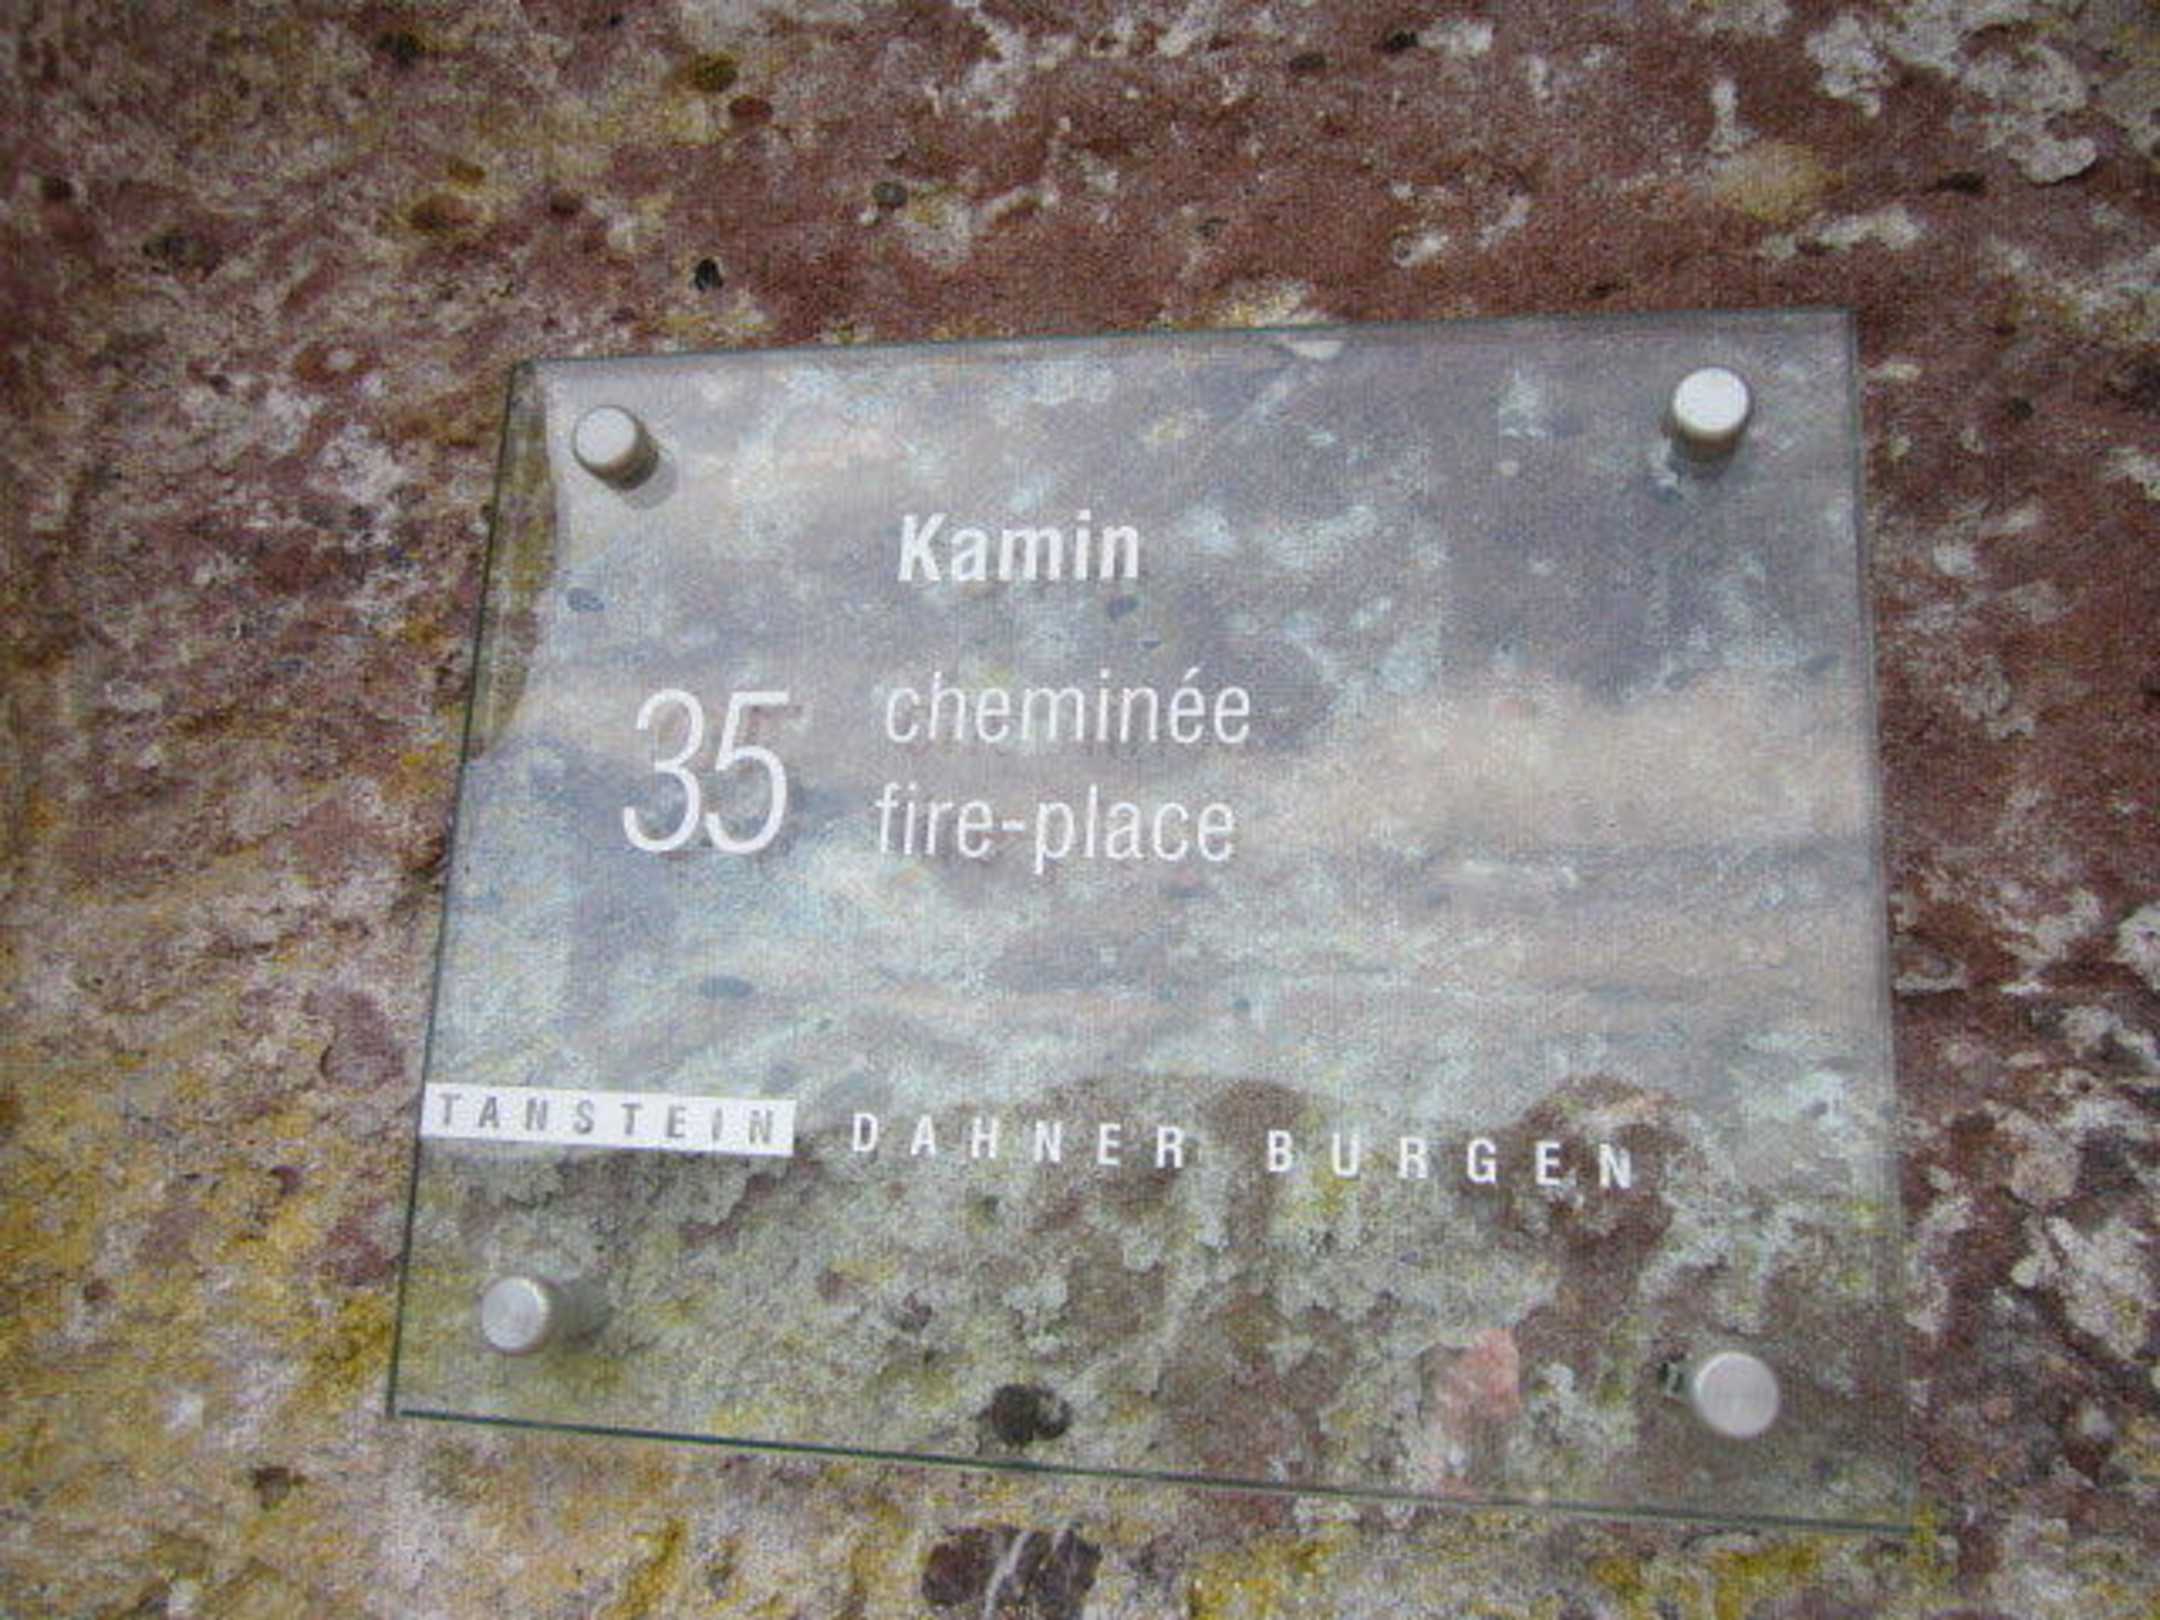 Kamin
35 cheminée
fire-place
TANSTEIN DAHNER BURGEN